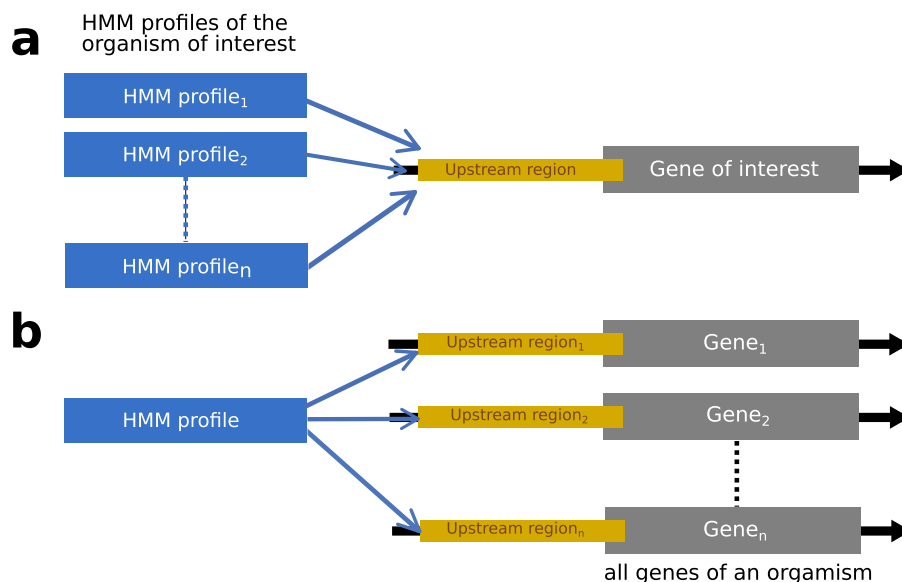 a
HMM profiles of the
organism of interest
HMM profile₁
HMM profile₂
HMM profileₙ
Upstream region
Gene of interest
b
HMM profile
Upstream region₁
Gene₁
Upstream region₂
Gene₂
Upstream regionₙ
Geneₙ
all genes of an orgamism